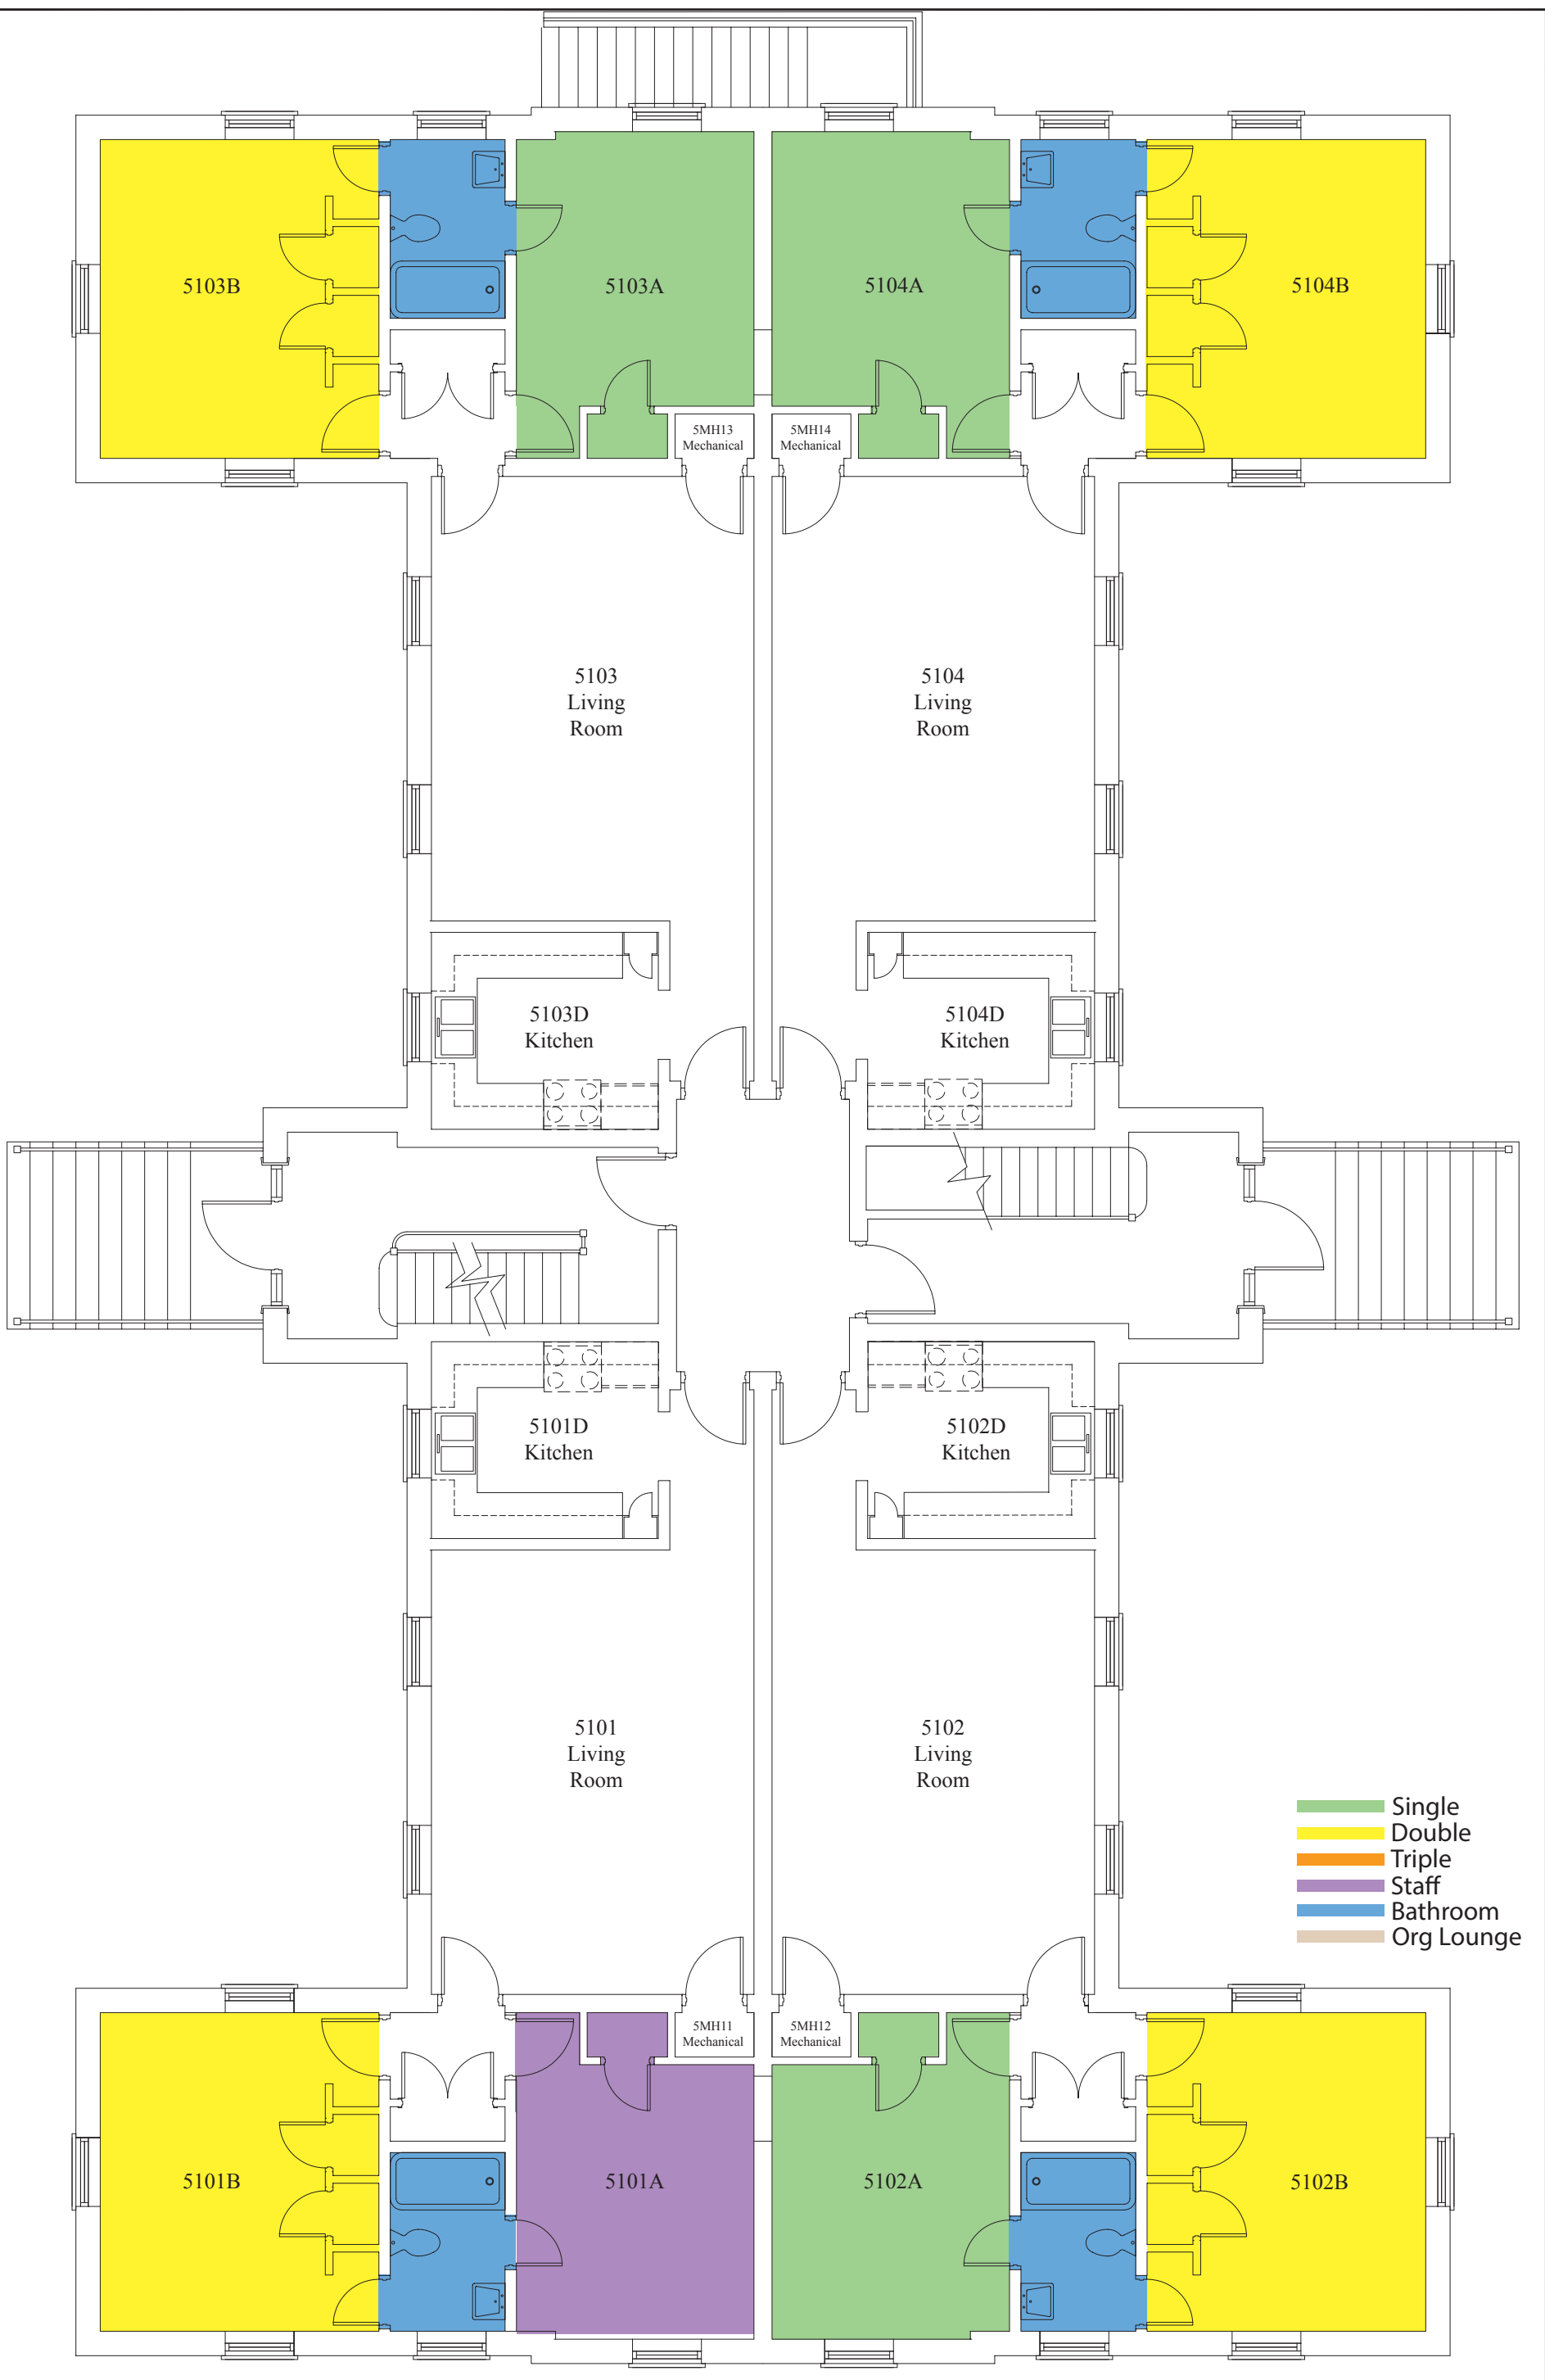 5103B
5103A
5104A
5104B
5MH13
Mechanical
5MH14
Mechanical
5103
Living
Room
5104
Living
Room
5103D
Kitchen
5104D
Kitchen
5101D
Kitchen
5102D
Kitchen
5101
Living
Room
5102
Living
Room
Single
Double
Triple
Staff
Bathroom
Org Lounge
5MH11
Mechanical
5MH12
Mechanical
5101B
5101A
5102A
5102B